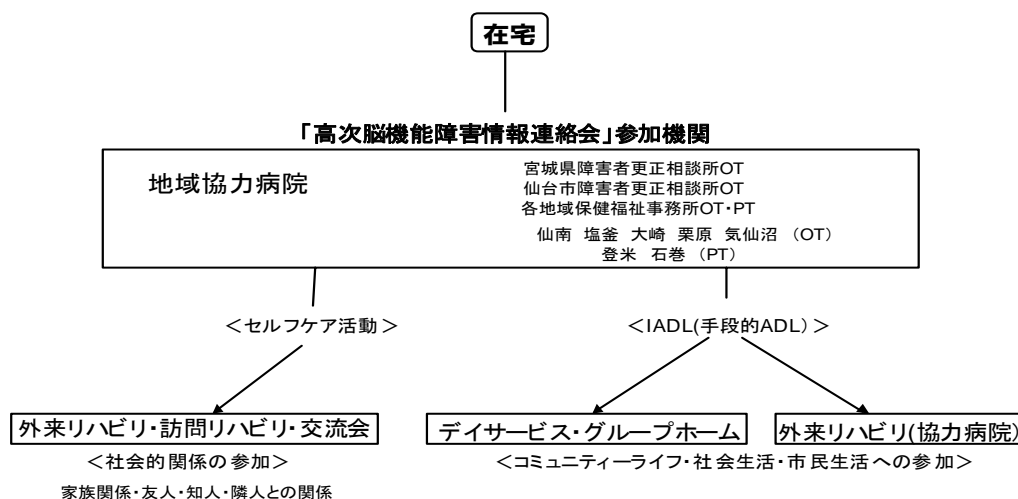 在宅
「高次脳機能障害情報連絡会」参加機関
地域協力病院
宮城県障害者更正相談所OT
仙台市障害者更正相談所OT
各地域保健福祉事務所OT・PT
仙南 塩釜 大崎 栗原 気仙沼 (OT)
登米 石巻 (PT)
＜セルフケア活動＞
＜IADL(手段的ADL)＞
外来リハビリ・訪問リハビリ・交流会
デイサービス・グループホーム
外来リハビリ(協力病院)
＜社会的関係の参加＞
＜コミュニティーライフ・社会生活・市民生活への参加＞
家族関係・友人・知人・隣人との関係